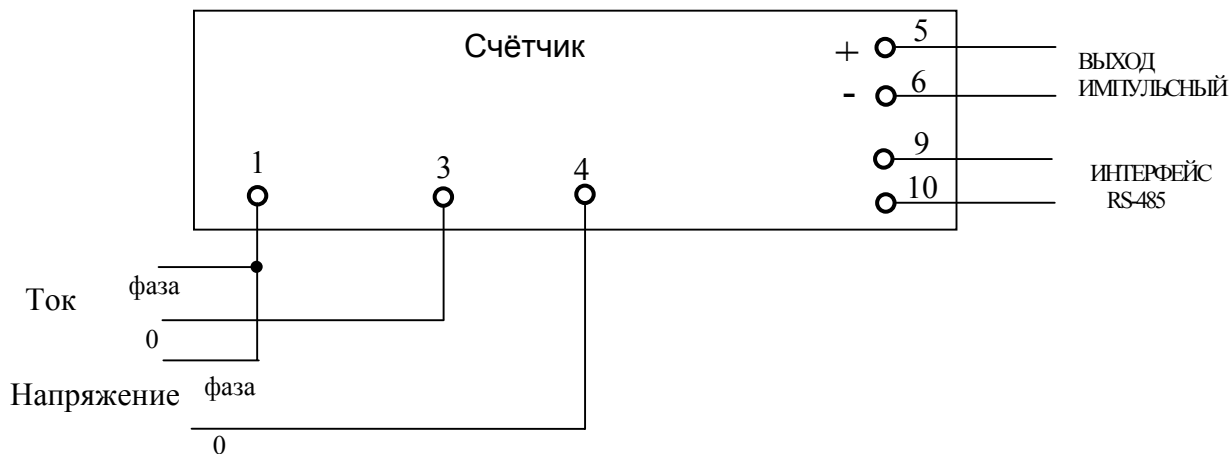 Счётчик
+
5
-
6
9
10
1
3
4
ВЫХОД
ИМПУЛЬСНЫЙ
ИНТЕРФЕЙС
RS-485
Ток
фаза
0
Напряжение
фаза
0